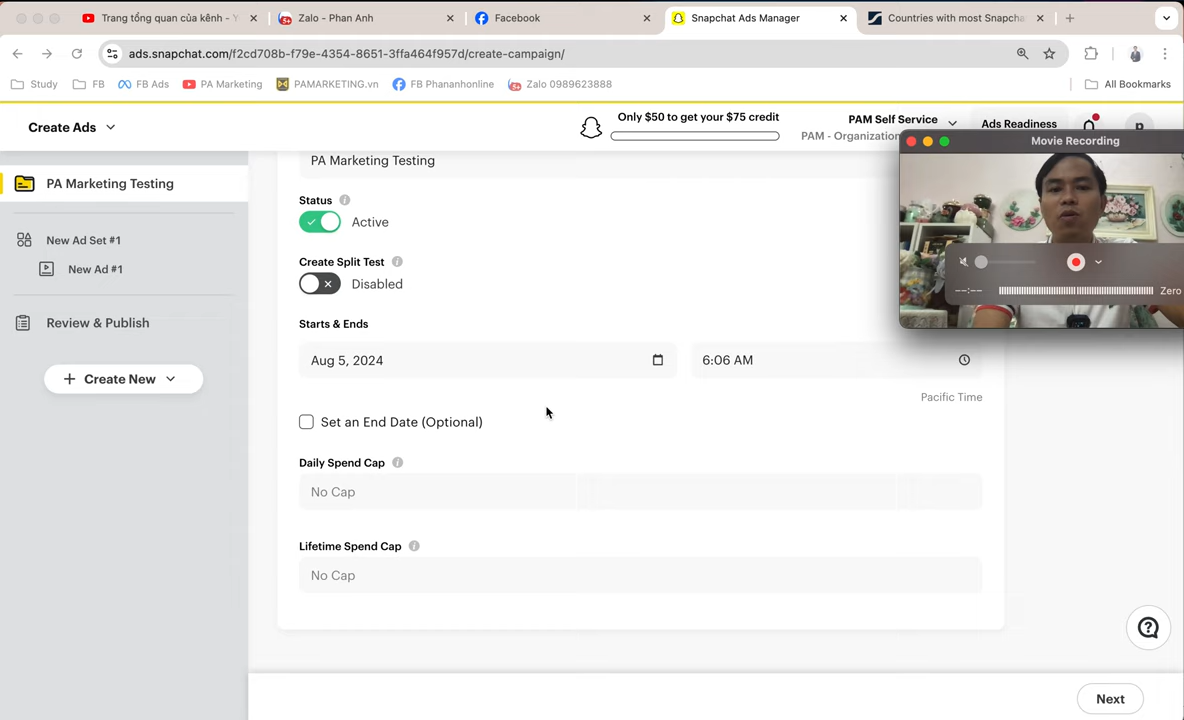 Trang tổng quan của kênh - Y
Zalo - Phan Anh
Facebook
Snapchat Ads Manager
Countries with most Snapcha
ads.snapchat.com/f2cd708b-f79e-4354-8651-3ffa464f957d/create-campaign/
Study
FB
FB Ads
PA Marketing
PAMARKETING.vn
FB Phananhonline
Zalo 0989623888
All Bookmarks
Create Ads
Only $50 to get your $75 credit
PAM Self Service
PAM - Organization
Ads Readiness
p
Movie Recording
--:--
Zero
PA Marketing Testing
New Ad Set #1
New Ad #1
Review & Publish
Create New
PA Marketing Testing
Status
Active
Create Split Test
Disabled
Starts & Ends
Aug 5, 2024
6:06 AM
Pacific Time
Set an End Date (Optional)
Daily Spend Cap
No Cap
Lifetime Spend Cap
No Cap
Next